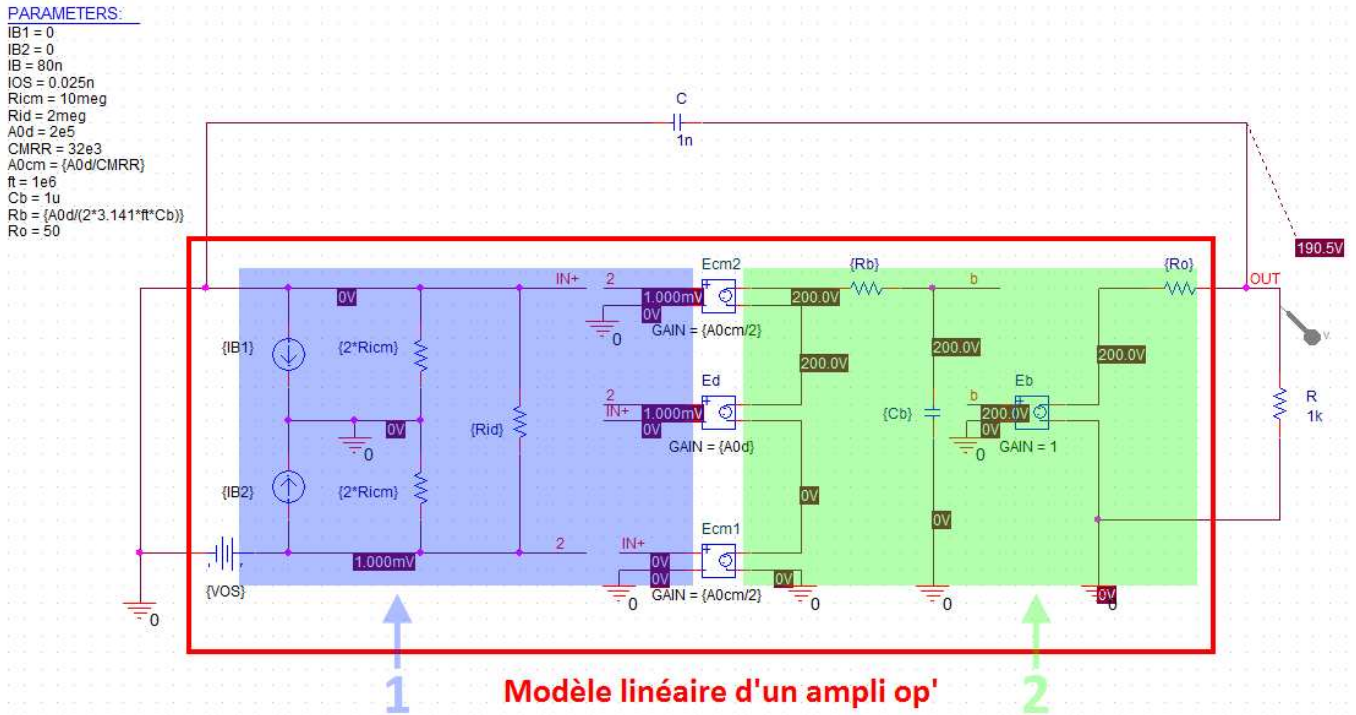 PARAMETERS:
IB1 = 0
IB2 = 0
IB = 80n
IOS = 0.025n
Ricm = 10meg
Rid = 2meg
A0d = 2e5
CMRR = 32e3
A0cm = {A0d/CMRR}
ft = 1e6
Cb = 1u
Rb = {A0d/(2*3.141*ft*Cb)}
Ro = 50
C
1n
190.5V
Ecm2
{Rb}
{Ro}
IN+
2
b
OUT
0V
1.000mV
200.0V
0V
0
GAIN = {A0cm/2}
{IB1}
{2*Ricm}
200.0V
200.0V
200.0V
Ed
Eb
2
IN+
1.000mV
0V
b
200.0V
0V
R
1k
{Rid}
{Cb}
0V
0
GAIN = {A0d}
0
GAIN = 1
{IB2}
{2*Ricm}
0V
0V
Ecm1
2
IN+
1.000mV
0V
0V
0V
{VOS}
GAIN = {A0cm/2}
0V
0
0
0
0
0
1
Modèle linéaire d'un ampli op'
2